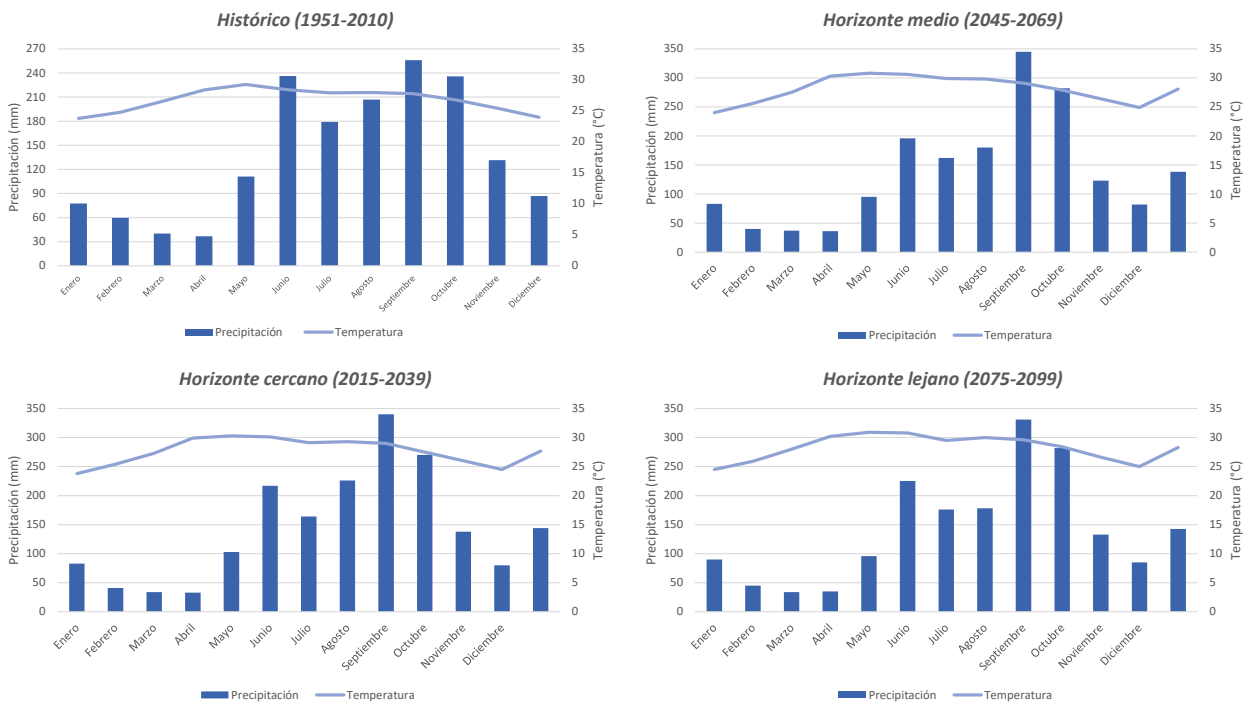 Histórico (1951-2010)
Precipitación (mm)
270
240
210
180
150
120
90
60
30
0
35
30
25
20
15
10
5
0
Temperatura (°C)
Enero
Febrero
Marzo
Abril
Mayo
Junio
Julio
Agosto
Septiembre
Octubre
Noviembre
Diciembre
Precipitación
Temperatura
Horizonte medio (2045-2069)
Precipitación (mm)
350
300
250
200
150
100
50
0
35
30
25
20
15
10
5
0
Temperatura (°C)
Enero
Febrero
Marzo
Abril
Mayo
Junio
Julio
Agosto
Septiembre
Octubre
Noviembre
Diciembre
Precipitación
Temperatura
Horizonte cercano (2015-2039)
Precipitación (mm)
350
300
250
200
150
100
50
0
35
30
25
20
15
10
5
0
Temperatura (°C)
Enero
Febrero
Marzo
Abril
Mayo
Junio
Julio
Agosto
Septiembre
Octubre
Noviembre
Diciembre
Precipitación
Temperatura
Horizonte lejano (2075-2099)
Precipitación (mm)
350
300
250
200
150
100
50
0
35
30
25
20
15
10
5
0
Temperatura (°C)
Enero
Febrero
Marzo
Abril
Mayo
Junio
Julio
Agosto
Septiembre
Octubre
Noviembre
Diciembre
Precipitación
Temperatura